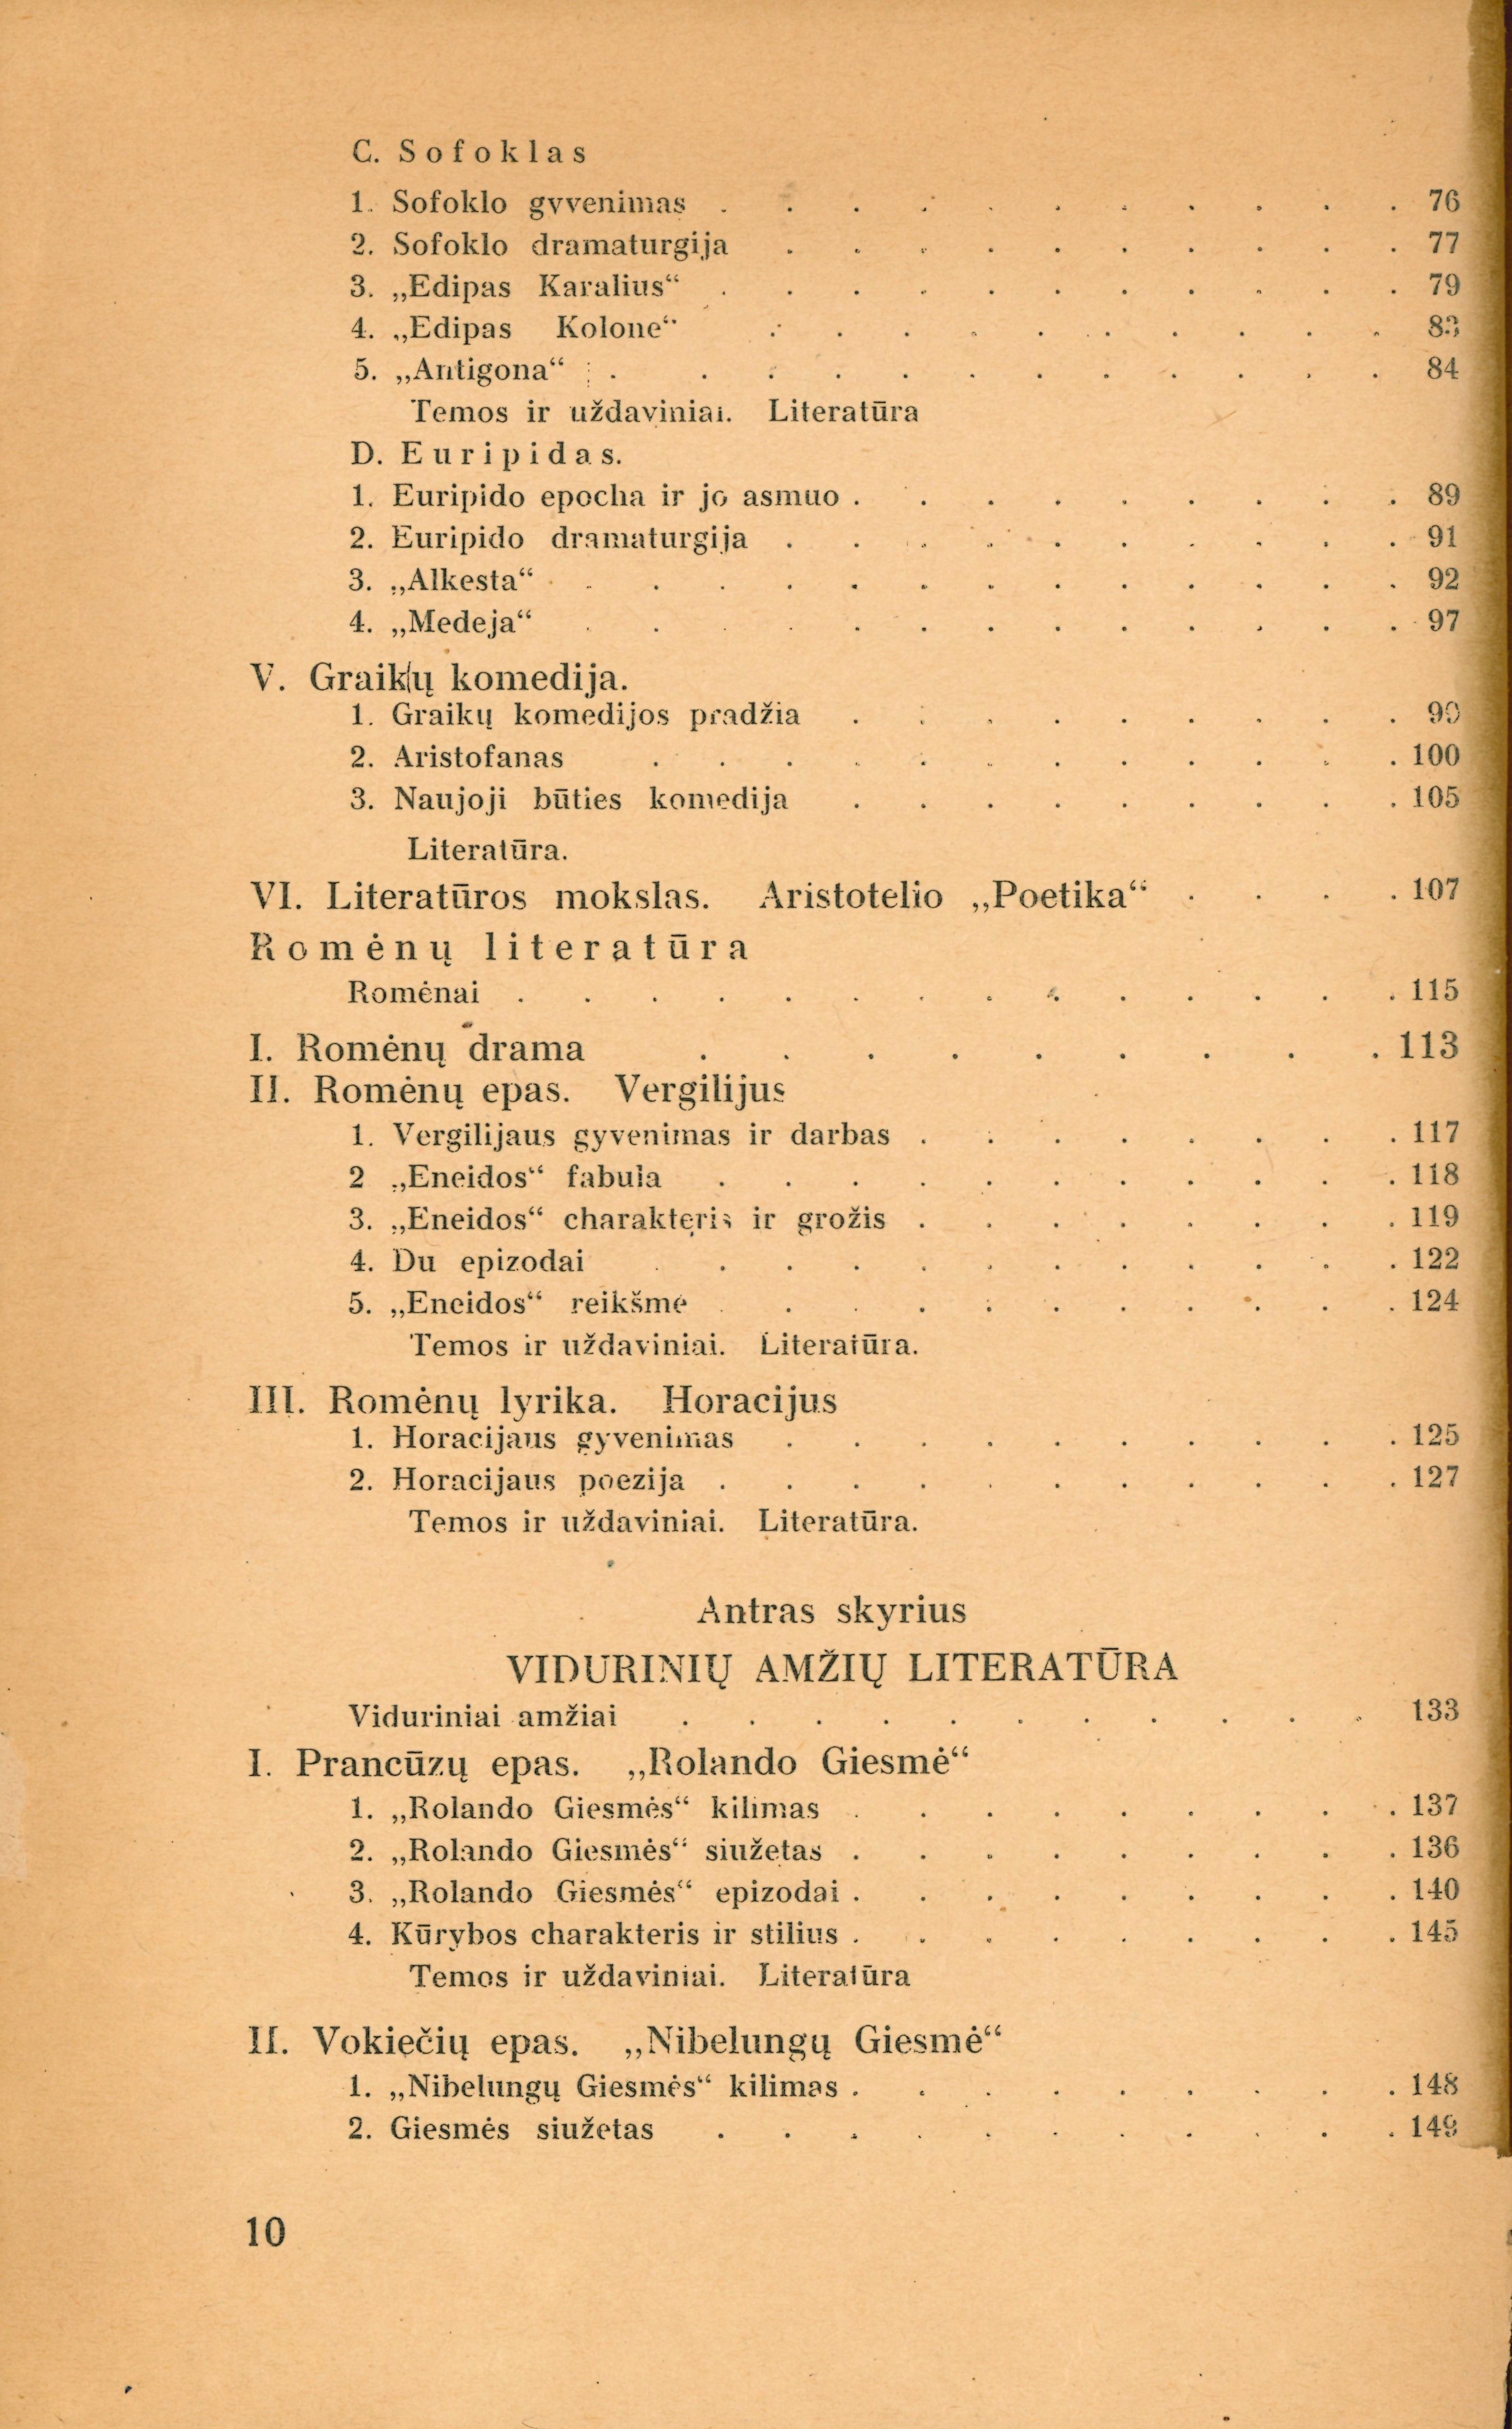 C. Sofoklas
1. Sofoklo gyvenimas . . . . . . . . . . . 76
2. Sofoklo dramaturgija . . . . . . . . . . 77
3. „Edipas Karalius“ . . . . . . . . . . . 79
4. „Edipas Kolone“ . . . . . . . . . . 83
5. „Antigona“ . . . . . . . . . . . . 84
Temos ir uždaviniai. Literatūra
D. Euripidas.
1. Euripido epocha ir jo asmuo . . . . . . . . . 89
2. Euripido dramaturgija . . . . . . . . . . 91
3. „Alkesta“ . . . . . . . . . . . . . 92
4. „Medeja“ . . . . . . . . . . . . . 97
V. Graikų komedija.
1. Graikų komedijos pradžia . . . . . . . . . 99
2. Aristofanas . . . . . . . . . . . . 100
3. Naujoji būties komedija . . . . . . . . . 105
Literatūra.
VI. Literatūros mokslas. Aristotelio „Poetika“ . . . . 107
Romėnų literatūra
Romėnai . . . . . . . . . . . . . . 115
I. Romėnų drama . . . . . . . . . 113
II. Romėnų epas. Vergilijus
1. Vergilijaus gyvenimas ir darbas . . . . . . . . 117
2 „Eneidos“ fabula . . . . . . . . . . . 118
3. „Eneidos“ charakteris ir grožis . . . . . . . . 119
4. Du epizodai . . . . . . . . . . . 122
5. „Eneidos“ reikšmė . . . . . . . . . . 124
Temos ir uždaviniai. Literatūra.
III. Romėnų lyrika. Horacijus
1. Horacijaus gyvenimas . . . . . . . . . . 125
2. Horacijaus poezija . . . . . . . . . . . 127
Temos ir uždaviniai. Literatūra.
Antras skyrius
VIDURINIŲ AMŽIŲ LITERATŪRA
Viduriniai amžiai . . . . . . . . . . . 133
I. Prancūzų epas. „Rolando Giesmė“
1. „Rolando Giesmės“ kilimas . . . . . . . . . 137
2. „Rolando Giesmės“ siužetas . . . . . . . . . 136
3. „Rolando Giesmės“ epizodai . . . . . . . . . 140
4. Kūrybos charakteris ir stilius . . . . . . . . . 145
Temos ir uždaviniai. Literatūra
II. Vokiečių epas. „Nibelungų Giesmė“
1. „Nibelungų Giesmės“ kilimas . . . . . . . . . 148
2. Giesmės siužetas . . . . . . . . . . . 149
10